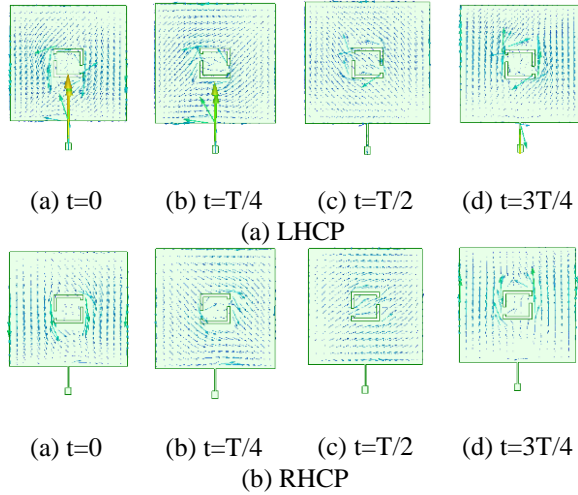 (a) t=0 (b) t=T/4 (c) t=T/2 (d) t=3T/4
(a) LHCP
(a) t=0 (b) t=T/4 (c) t=T/2 (d) t=3T/4
(b) RHCP